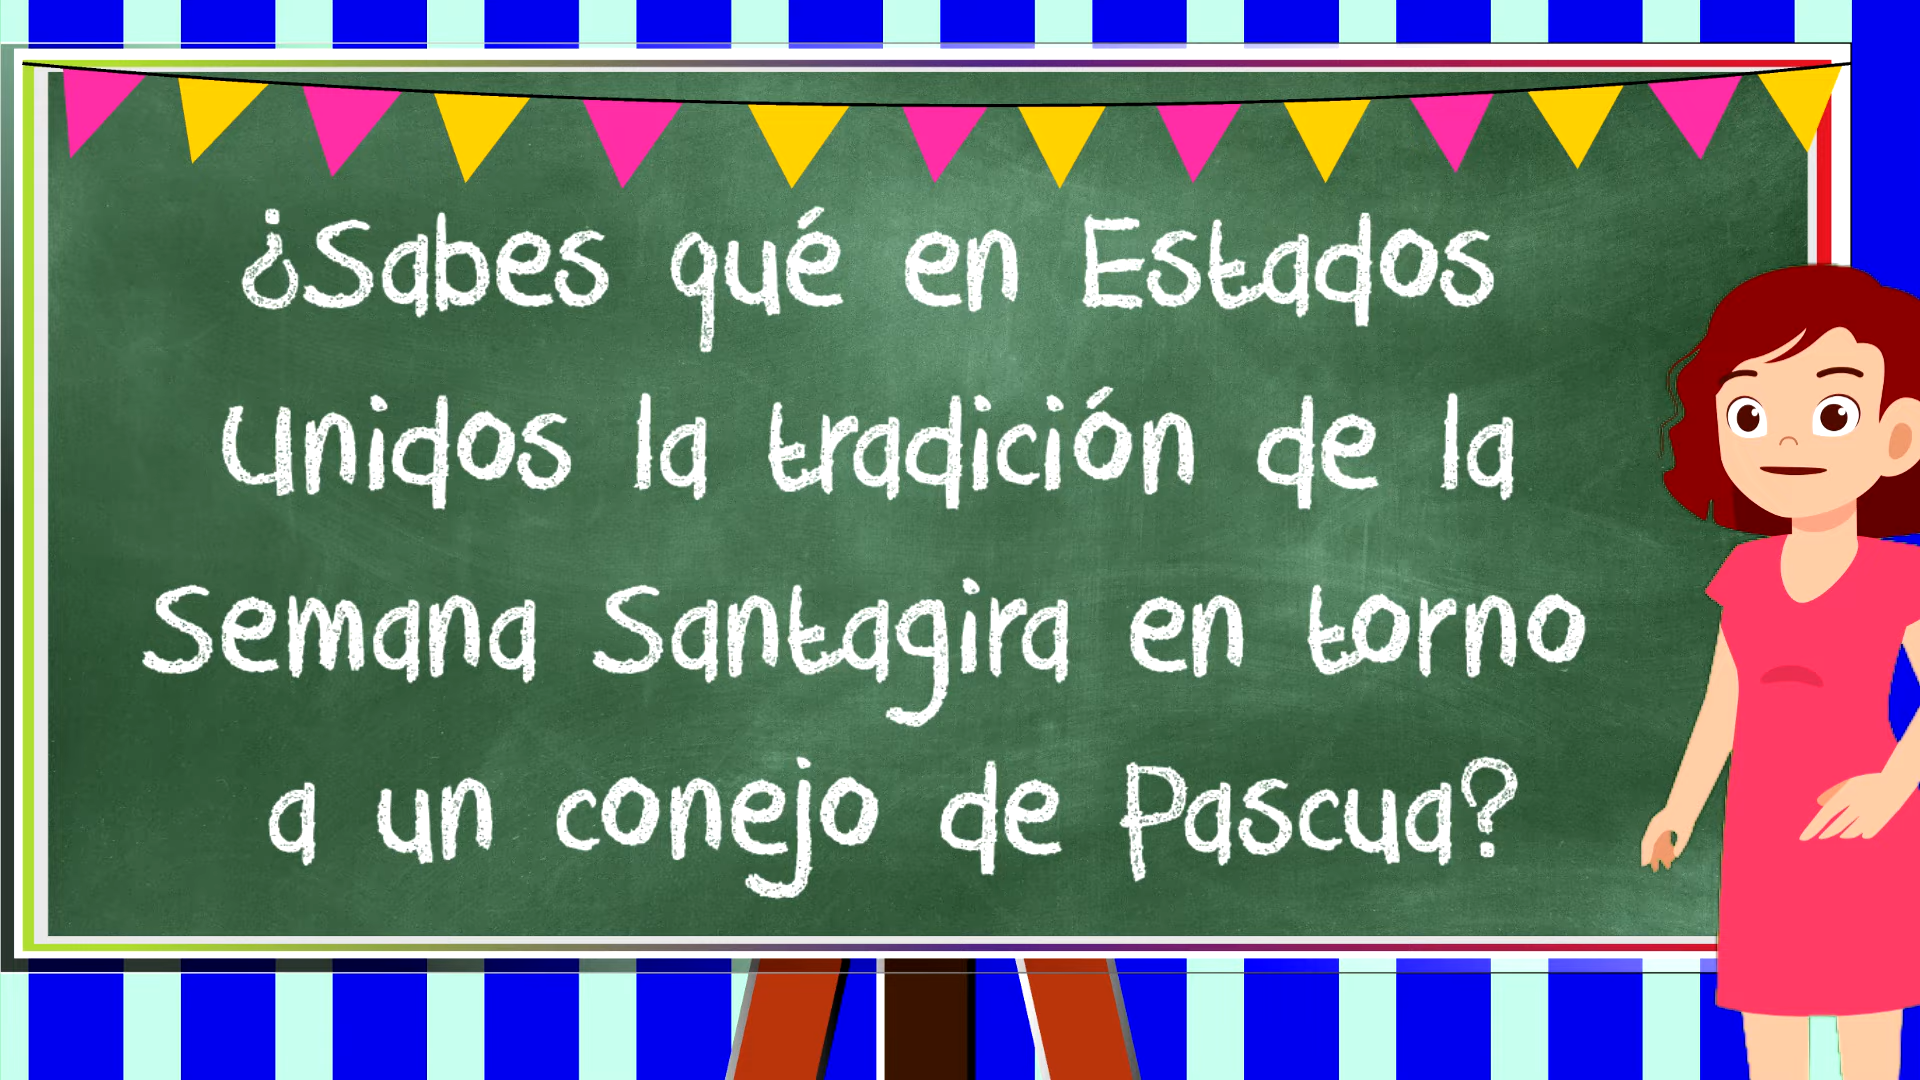 ¿Sabes qué en Estados
Unidos la tradición de la
Semana Santagira en torno
a un conejo de Pascua?